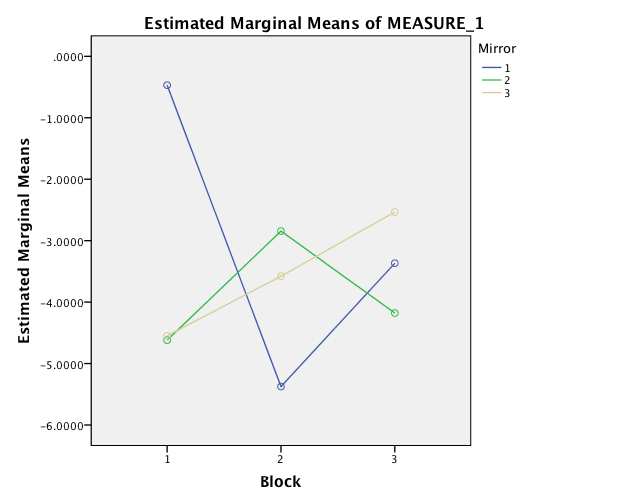 Estimated Marginal Means of MEASURE_1
Mirror
1
2
3
Estimated Marginal Means
.0000
-1.0000
-2.0000
-3.0000
-4.0000
-5.0000
-6.0000
1 2 3
Block